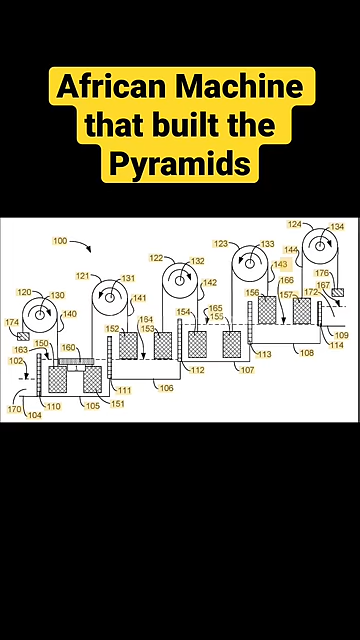 African Machine
that built the
Pyramids
124 134
123 133 144
122 132 143 176
100 167
121 131 142 166 172
120 130 141 156 157
174 140 154 165
150 160 152 164 153 155 109
163 114
102 113 108
112 107
111 106
170 104 110 105 151